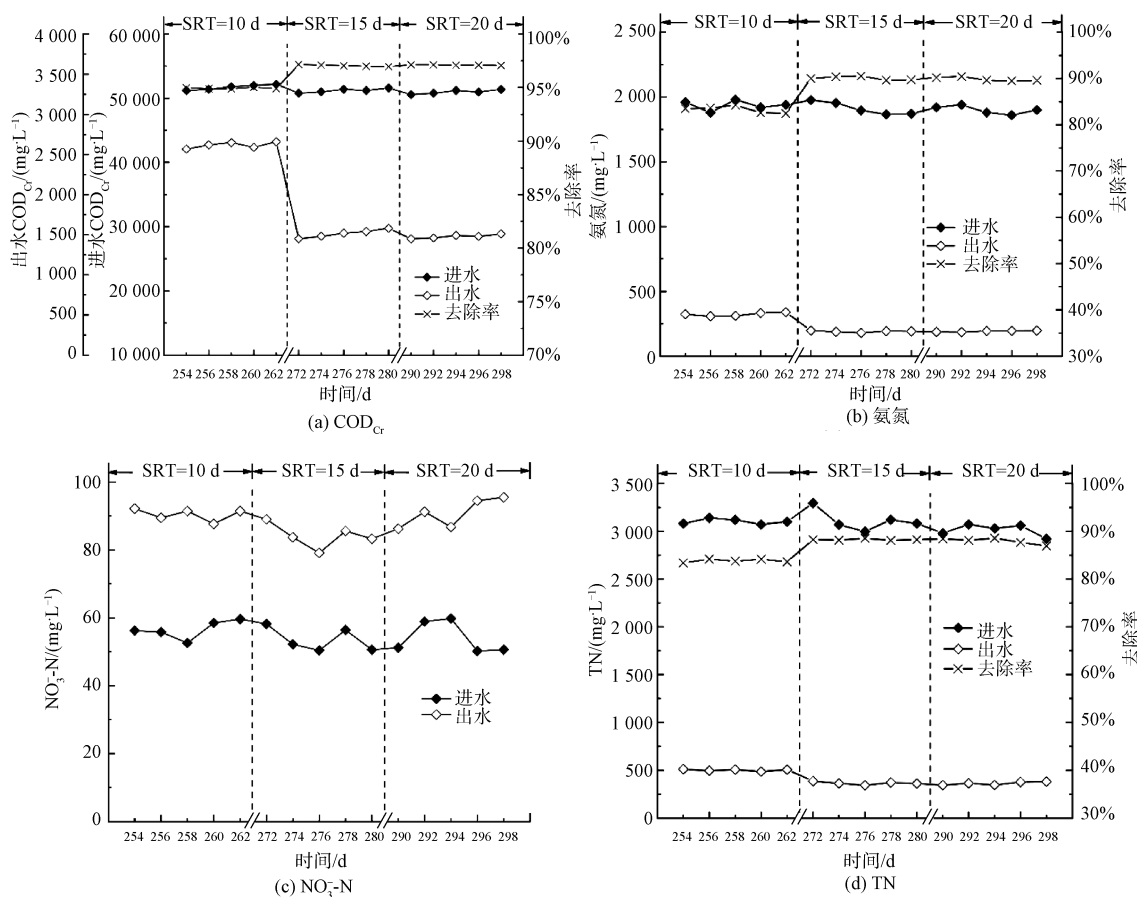 SRT=10 d SRT=15 d SRT=20 d
出水COD_Cr/(mg·L⁻¹)
4 000
3 500
3 000
2 500
2 000
1 500
1 000
500
0
进水COD_Cr/(mg·L⁻¹)
60 000
50 000
40 000
30 000
20 000
10 000
进水
出水
去除率
100%
95%
90%
85%
80%
75%
70%
去除率
254 256 258 260 262 272 274 276 278 280 290 292 294 296 298
时间/d
(a) COD_Cr
SRT=10 d SRT=15 d SRT=20 d
氨氮/(mg·L⁻¹)
2 500
2 000
1 500
1 000
500
0
进水
出水
去除率
100%
90%
80%
70%
60%
50%
40%
30%
去除率
254 256 258 260 262 272 274 276 278 280 290 292 294 296 298
时间/d
(b) 氨氮
SRT=10 d SRT=15 d SRT=20 d
NO₃⁻-N/(mg·L⁻¹)
100
80
60
40
20
0
进水
出水
254 256 258 260 262 272 274 276 278 280 290 292 294 296 298
时间/d
(c) NO₃⁻-N
SRT=10 d SRT=15 d SRT=20 d
TN/(mg·L⁻¹)
3 500
3 000
2 500
2 000
1 500
1 000
500
0
进水
出水
去除率
100%
90%
80%
70%
60%
50%
40%
30%
去除率
254 256 258 260 262 272 274 276 278 280 290 292 294 296 298
时间/d
(d) TN